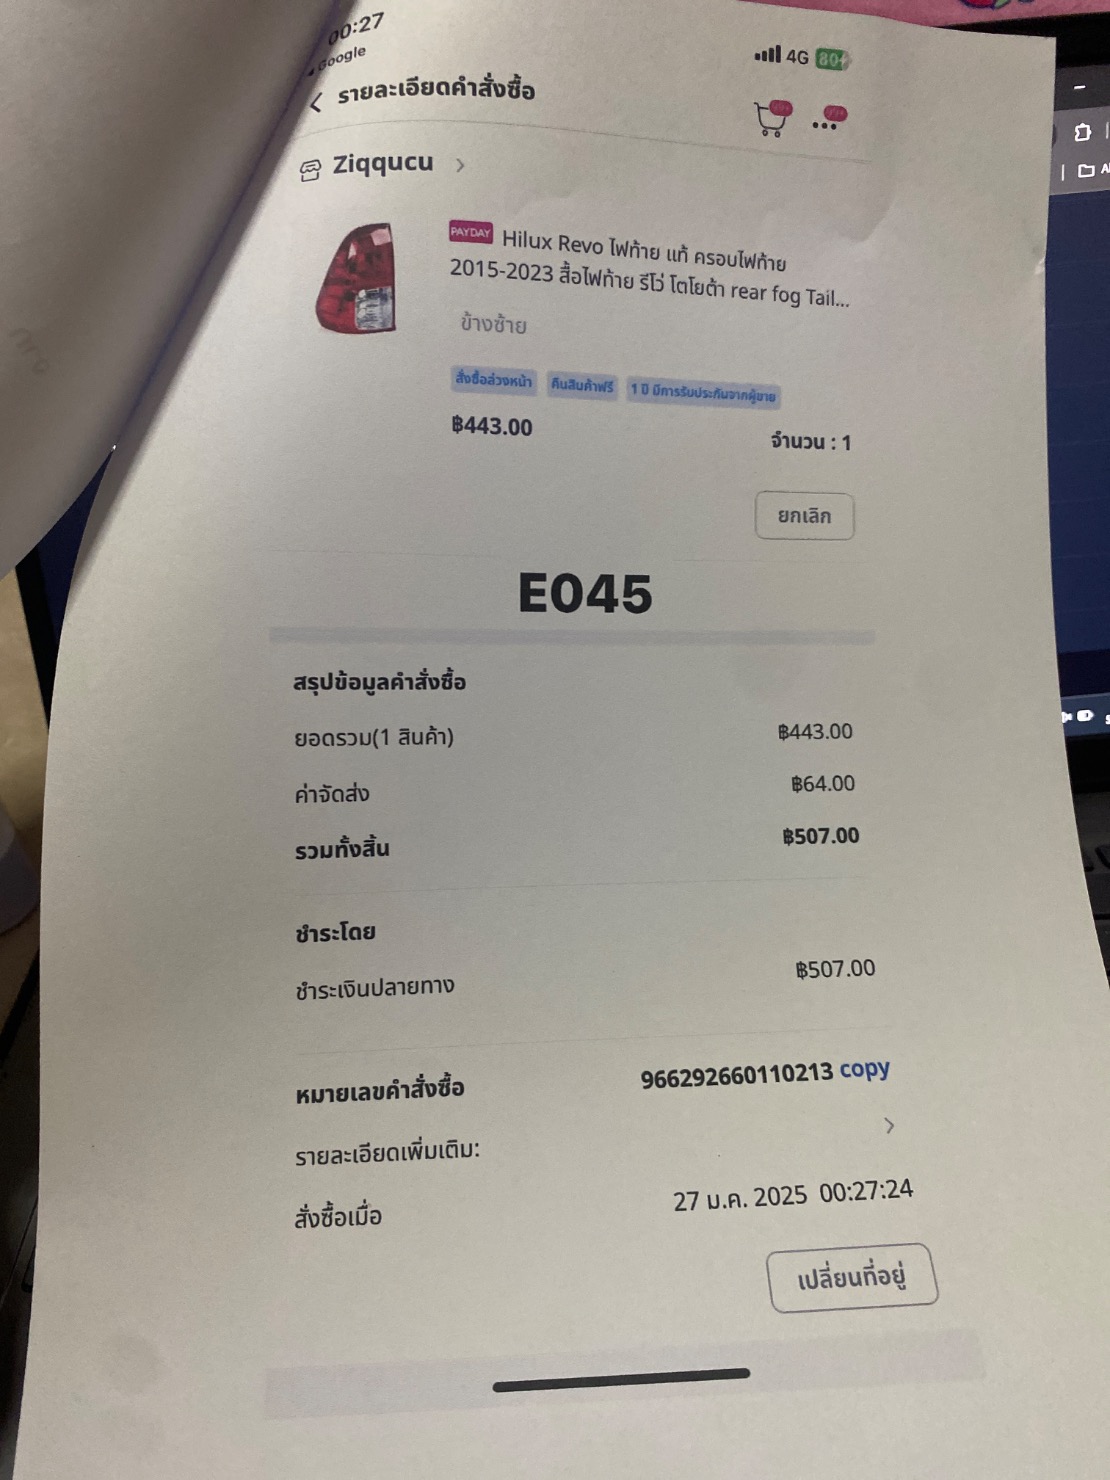 00:27
Google
4G 80
รายละเอียดคำสั่งซื้อ
Ziqqucu
PAYDAY Hilux Revo ไฟท้าย แท้ ครอบไฟท้าย
2015-2023 สื้อไฟท้าย รีโว่ โตโยต้า rear fog Tail...
ข้างซ้าย
สั่งซื้อล่วงหน้า คืนสินค้าฟรี 1 ปี มีการรับประกันจากผู้ขาย
฿443.00
จำนวน : 1
ยกเลิก
E045
สรุปข้อมูลคำสั่งซื้อ
ยอดรวม(1 สินค้า) ฿443.00
ค่าจัดส่ง ฿64.00
รวมทั้งสิ้น ฿507.00
ชำระโดย
ชำระเงินปลายทาง ฿507.00
หมายเลขคำสั่งซื้อ 966292660110213 copy
รายละเอียดเพิ่มเติม:
สั่งซื้อเมื่อ 27 ม.ค. 2025 00:27:24
เปลี่ยนที่อยู่